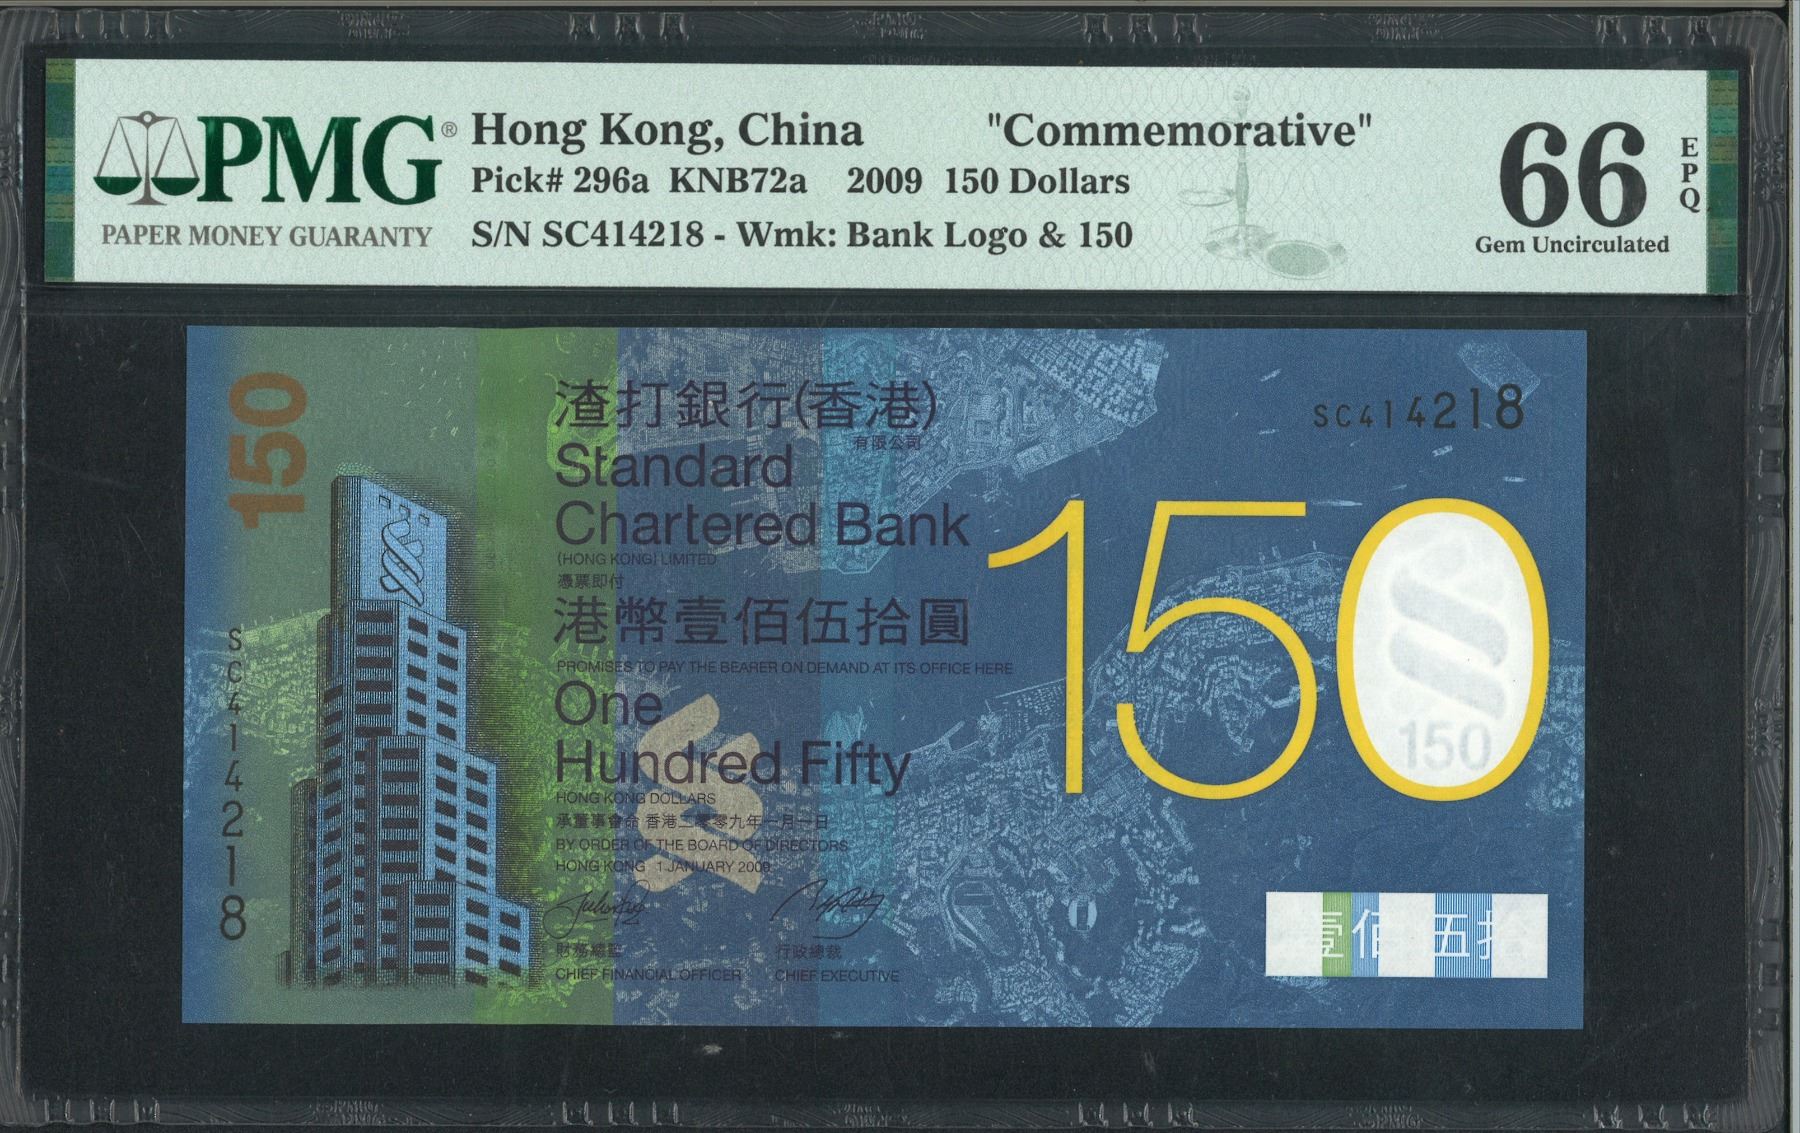 PMG®
PAPER MONEY GUARANTY
Hong Kong, China "Commemorative"
Pick# 296a KNB72a 2009 150 Dollars
S/N SC414218 - Wmk: Bank Logo & 150
66
EPQ
Gem Uncirculated
150
渣打銀行(香港)
有限公司
SC414218
Standard
Chartered Bank
(HONG KONG) LIMITED
憑票即付
港幣壹佰伍拾圓
PROMISES TO PAY THE BEARER ON DEMAND AT ITS OFFICE HERE
One
Hundred Fifty
HONG KONG DOLLARS
承董事會命 香港二零零九年一月一日
BY ORDER OF THE BOARD OF DIRECTORS
HONG KONG 1 JANUARY 2009
財務總監
行政總裁
CHIEF FINANCIAL OFFICER
CHIEF EXECUTIVE
150
150
SC414218